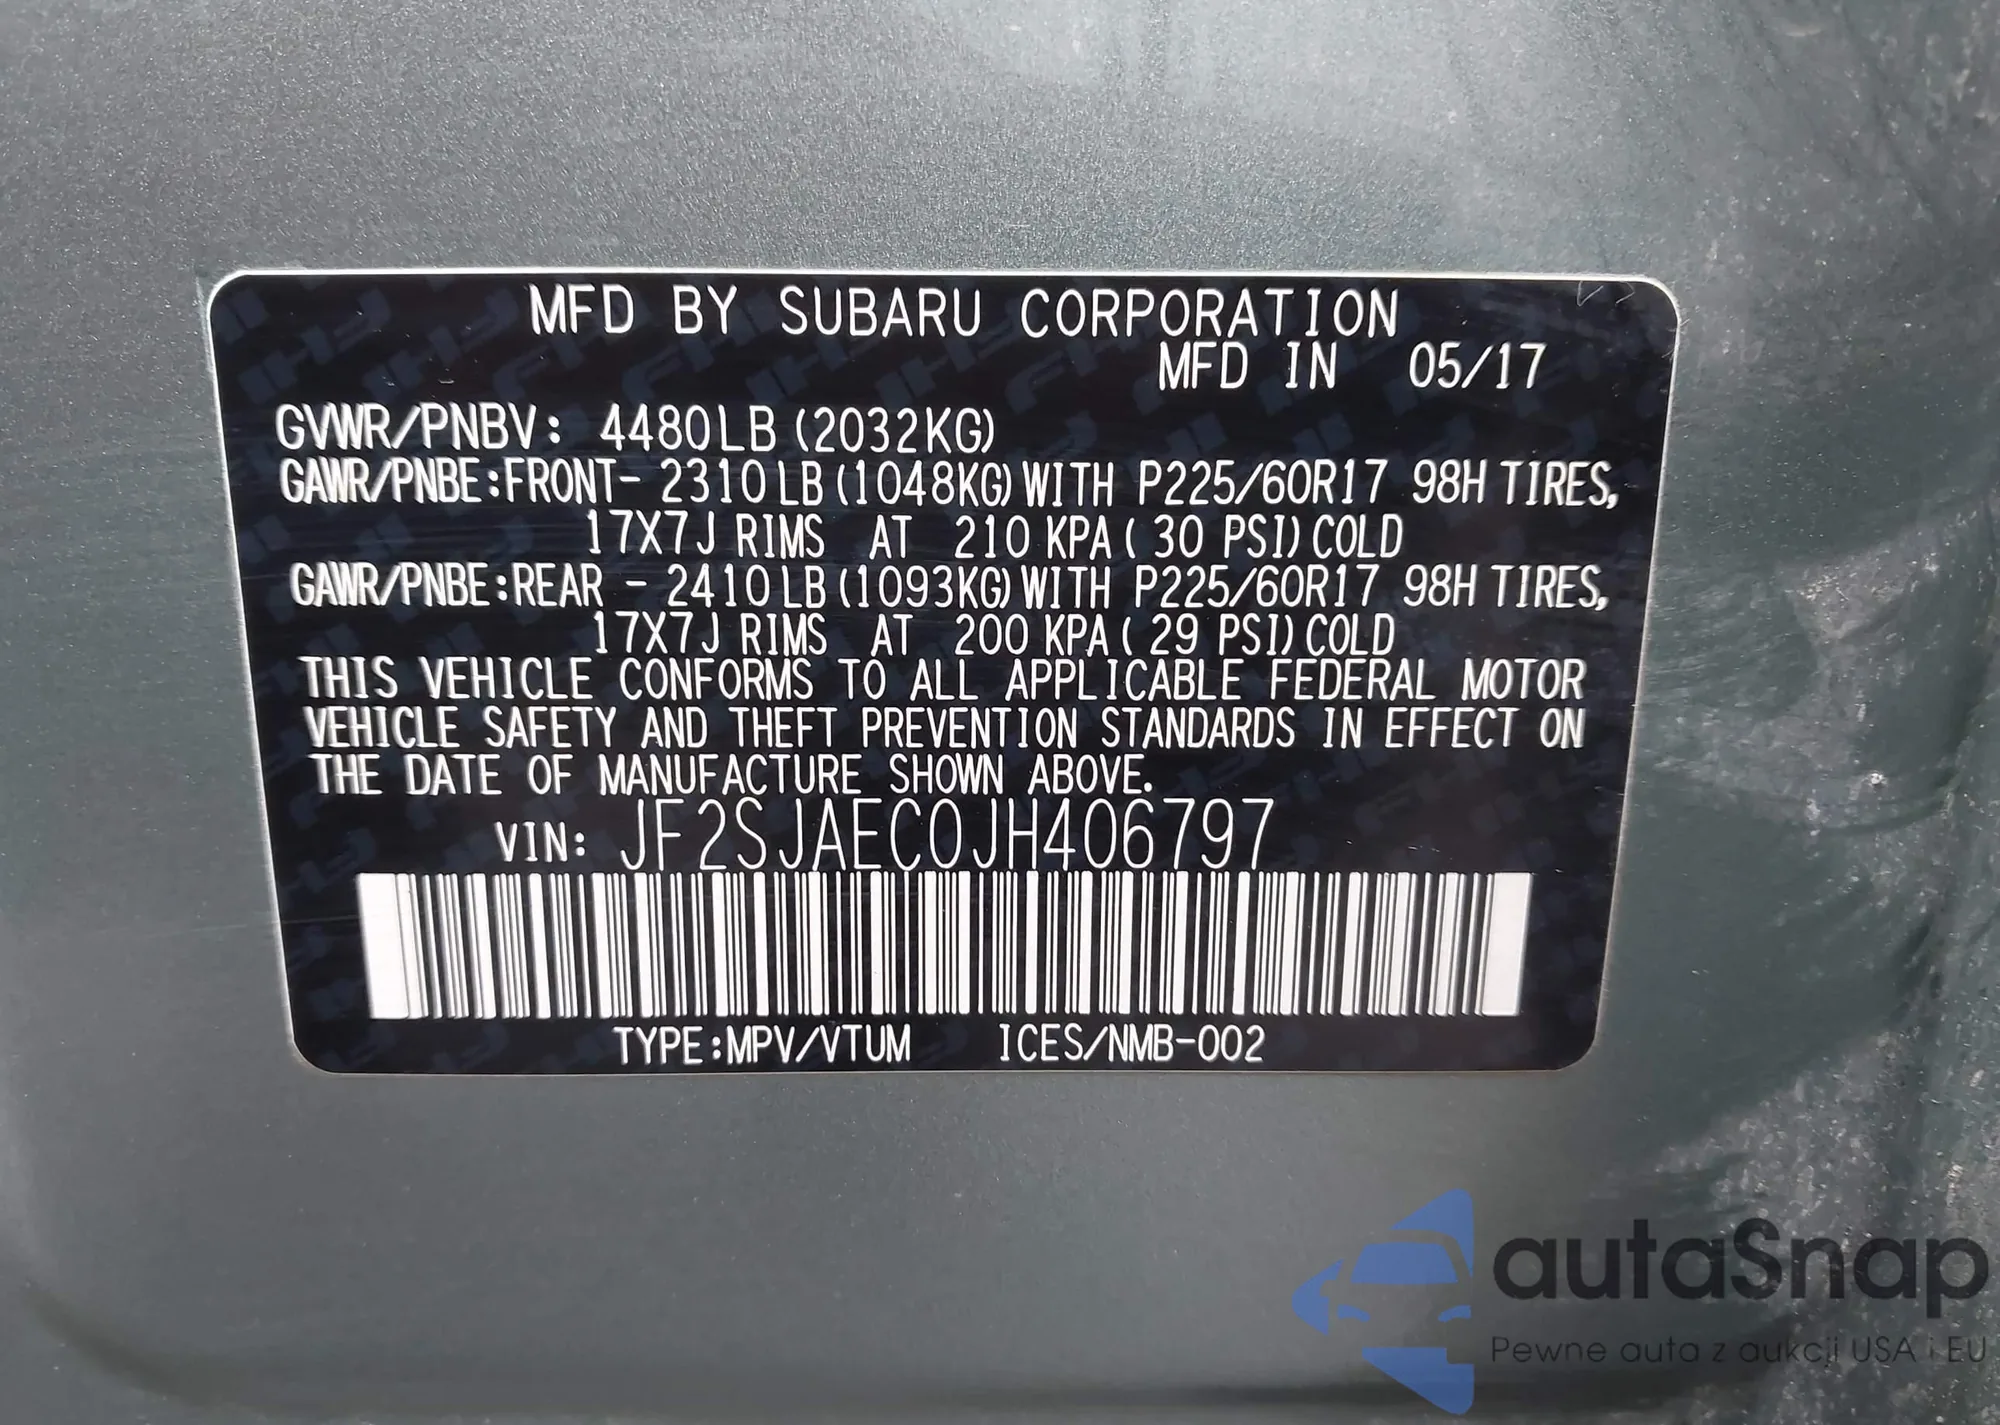 MFD BY SUBARU CORPORATION
MFD IN 05/17
GVWR/PNBV: 4480LB (2032KG)
GAWR/PNBE:FRONT- 2310LB (1048KG) WITH P225/60R17 98H TIRES,
17X7J RIMS AT 210 KPA ( 30 PSI) COLD
GAWR/PNBE:REAR - 2410LB (1093KG) WITH P225/60R17 98H TIRES,
17X7J RIMS AT 200 KPA ( 29 PSI) COLD
THIS VEHICLE CONFORMS TO ALL APPLICABLE FEDERAL MOTOR
VEHICLE SAFETY AND THEFT PREVENTION STANDARDS IN EFFECT ON
THE DATE OF MANUFACTURE SHOWN ABOVE.
VIN: JF2SJAEC0JH406797
TYPE:MPV/VTUM ICES/NMB-002
autaSnap
Pewne auta z aukcji USA i EU